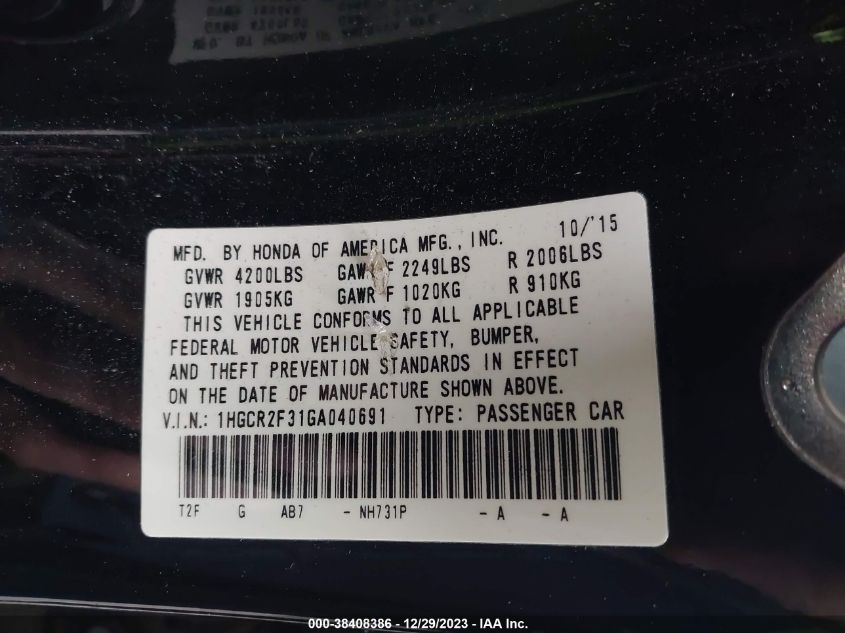 10/'15
MFD. BY HONDA OF AMERICA MFG., INC.
GVWR 4200LBS GAWR F 2249LBS R 2006LBS
GVWR 1905KG GAWR F 1020KG R 910KG
THIS VEHICLE CONFORMS TO ALL APPLICABLE
FEDERAL MOTOR VEHICLE SAFETY, BUMPER,
AND THEFT PREVENTION STANDARDS IN EFFECT
ON THE DATE OF MANUFACTURE SHOWN ABOVE.
V.I.N.: 1HGCR2F31GA040691 TYPE: PASSENGER CAR
T2F G AB7 - NH731P - A - A
000-38408386 - 12/29/2023 - IAA Inc.